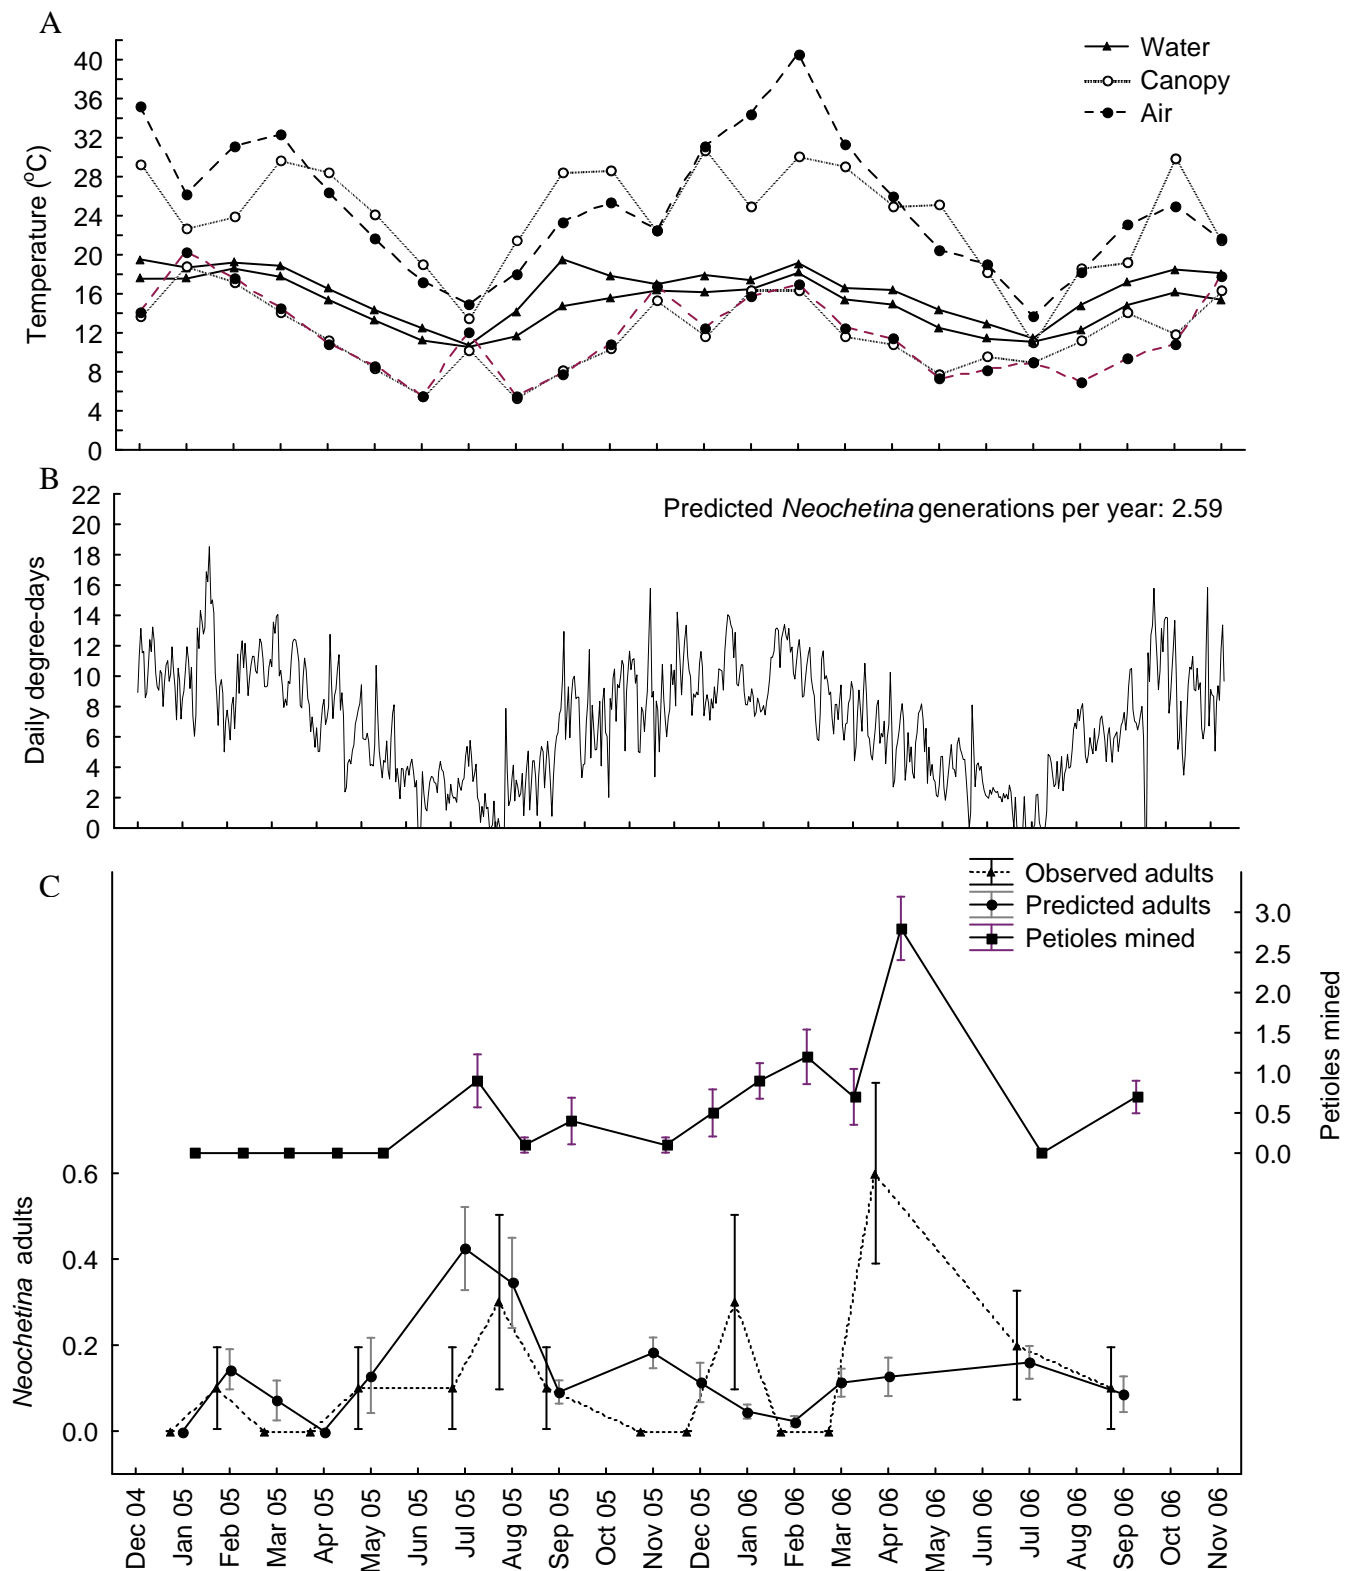 A
Water
Canopy
Air
Temperature (°C)
40
36
32
28
24
20
16
12
8
4
0
B
Predicted Neochetina generations per year: 2.59
Daily degree-days
22
20
18
16
14
12
10
8
6
4
2
0
C
Observed adults
Predicted adults
Petioles mined
Petioles mined
3.0
2.5
2.0
1.5
1.0
0.5
0.0
Neochetina adults
0.6
0.4
0.2
0.0
Dec 04
Jan 05
Feb 05
Mar 05
Apr 05
May 05
Jun 05
Jul 05
Aug 05
Sep 05
Oct 05
Nov 05
Dec 05
Jan 06
Feb 06
Mar 06
Apr 06
May 06
Jun 06
Jul 06
Aug 06
Sep 06
Oct 06
Nov 06